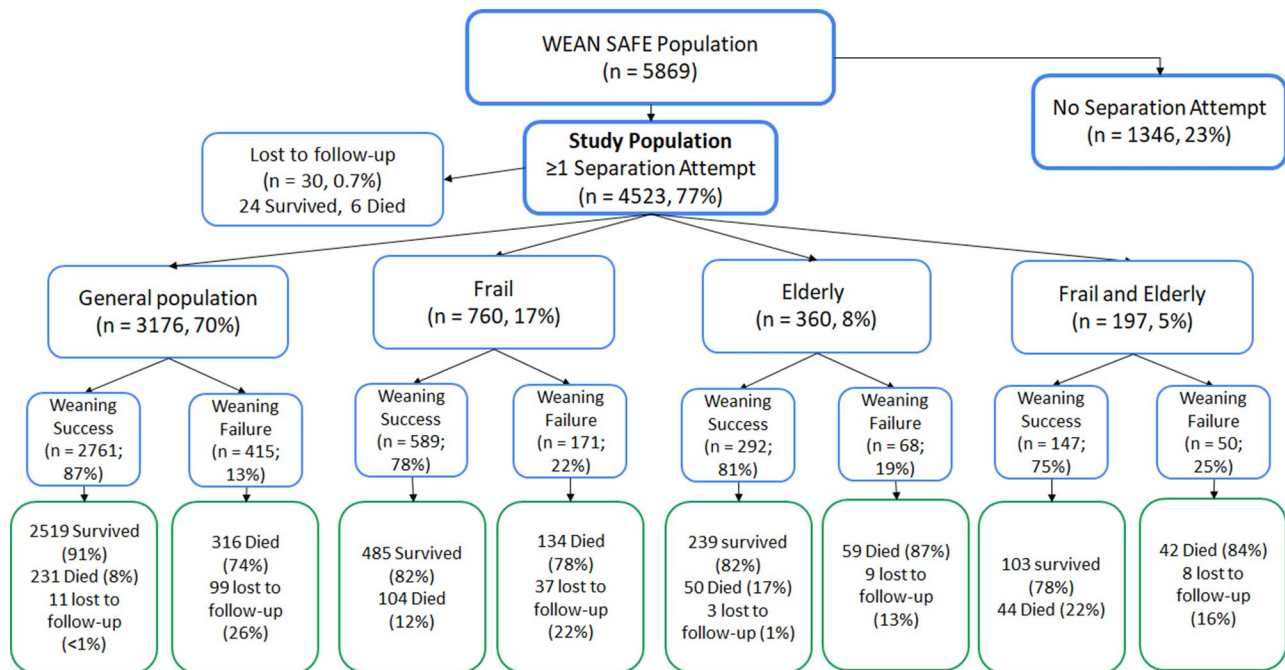 WEAN SAFE Population
(n = 5869)
No Separation Attempt
(n = 1346, 23%)
Study Population
≥1 Separation Attempt
(n = 4523, 77%)
Lost to follow-up
(n = 30, 0.7%)
24 Survived, 6 Died
General population
(n = 3176, 70%)
Frail
(n = 760, 17%)
Elderly
(n = 360, 8%)
Frail and Elderly
(n = 197, 5%)
Weaning
Success
(n = 2761;
87%)
Weaning
Failure
(n = 415;
13%)
Weaning
Success
(n = 589;
78%)
Weaning
Failure
(n = 171;
22%)
Weaning
Success
(n = 292;
81%)
Weaning
Failure
(n = 68;
19%)
Weaning
Success
(n = 147;
75%)
Weaning
Failure
(n = 50;
25%)
2519 Survived
(91%)
231 Died (8%)
11 lost to
follow-up
(<1%)
316 Died
(74%)
99 lost to
follow-up
(26%)
485 Survived
(82%)
104 Died
(12%)
134 Died
(78%)
37 lost to
follow-up
(22%)
239 survived
(82%)
50 Died (17%)
3 lost to
follow-up (1%)
59 Died (87%)
9 lost to
follow-up
(13%)
103 survived
(78%)
44 Died (22%)
42 Died (84%)
8 lost to
follow-up
(16%)